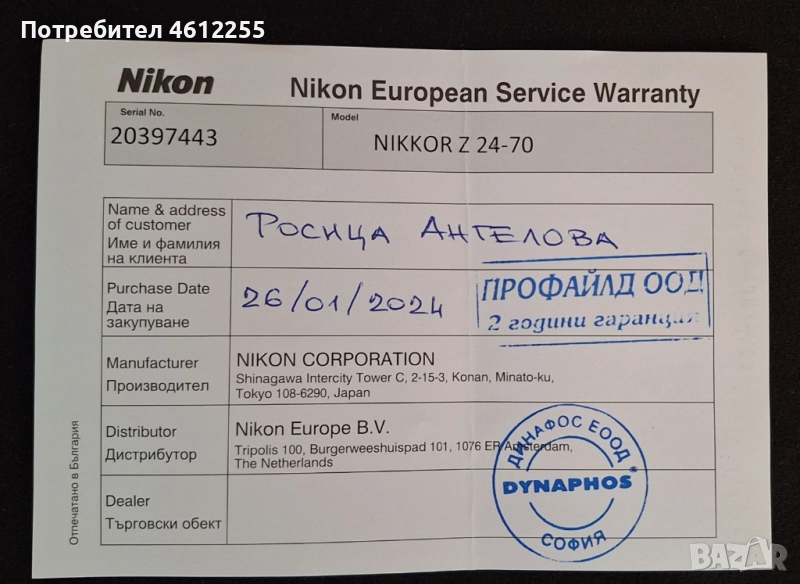 Потребител 4612255
Nikon
Nikon European Service Warranty
Serial No.
20397443
Model
NIKKOR Z 24-70
Name & address
of customer
Име и фамилия
на клиента
РОСИЦА АНГЕЛОВА
Purchase Date
Дата на
закупуване
26/01/2024
ПРОФАЙЛД ООД
2 години гаранция
Manufacturer
Производител
NIKON CORPORATION
Shinagawa Intercity Tower C, 2-15-3, Konan, Minato-ku,
Tokyo 108-6290, Japan
Distributor
Дистрибутор
Nikon Europe B.V.
Tripolis 100, Burgerweeshuispad 101, 1076 ER Amsterdam,
The Netherlands
Dealer
Търговски обект
ДИНАФОС ЕООД
DYNAPHOS
СОФИЯ
Отпечатано в България
BAZAR